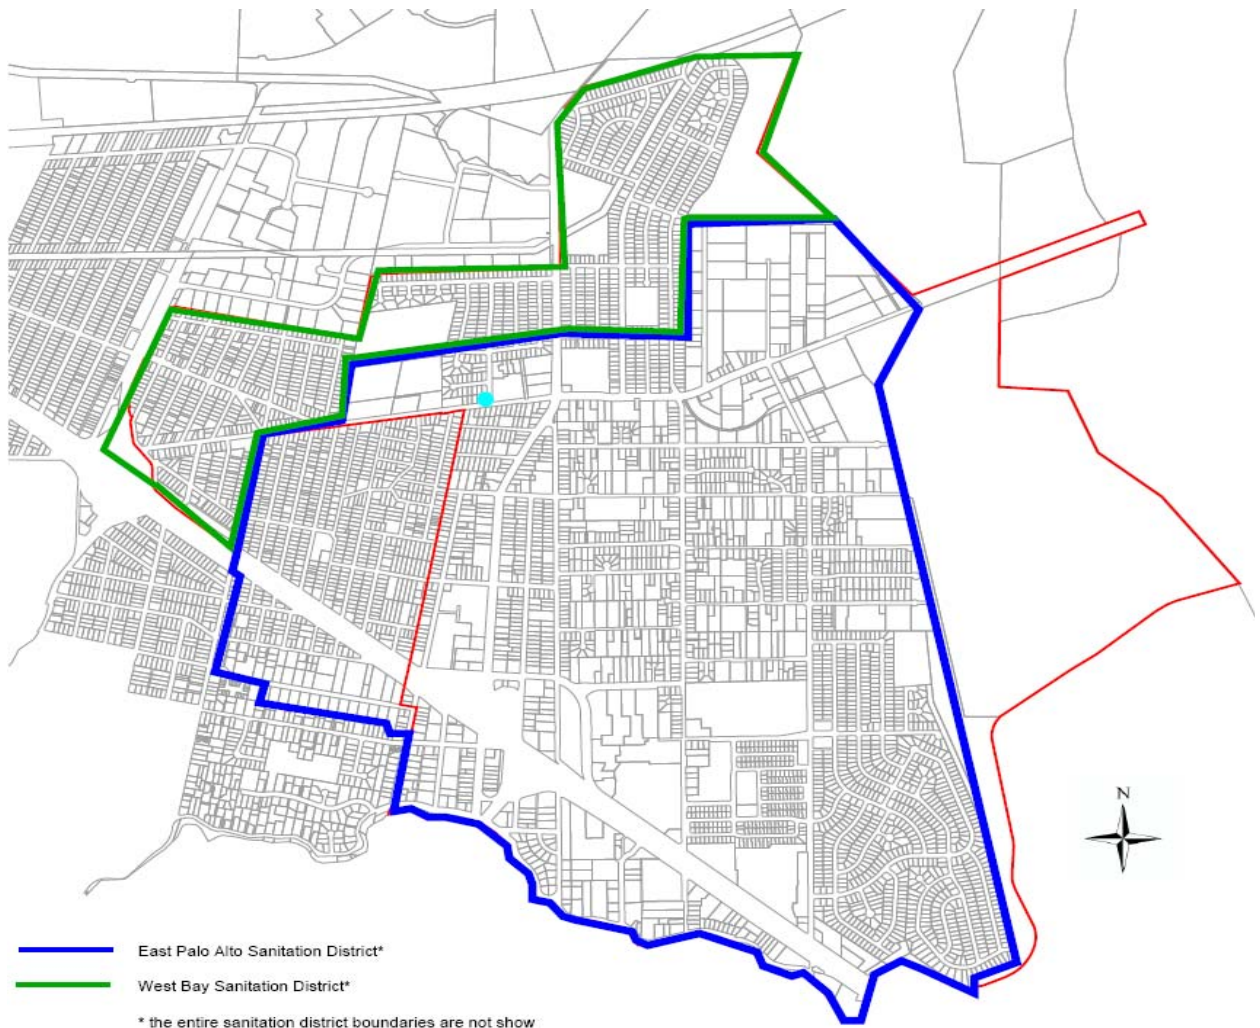 N
East Palo Alto Sanitation District*
West Bay Sanitation District*
* the entire sanitation district boundaries are not show